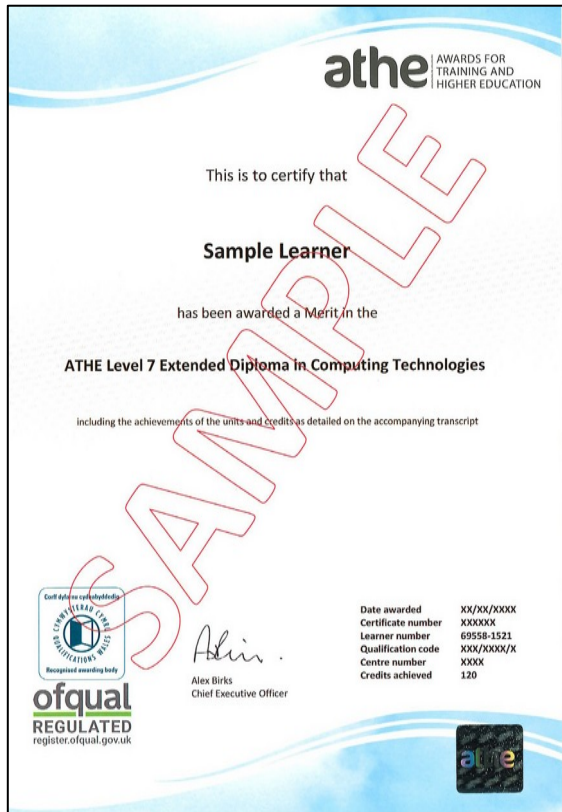 athe AWARDS FOR
TRAINING AND
HIGHER EDUCATION
This is to certify that
Sample Learner
has been awarded a Merit in the
ATHE Level 7 Extended Diploma in Computing Technologies
including the achievements of the units and credits as detailed on the accompanying transcript
SAMPLE
Corff dyfarnu cydnabyddedig
CYMWYSTERAU CYMRU
QUALIFICATIONS WALES
Recognised awarding body
ofqual
REGULATED
register.ofqual.gov.uk
Alex Birks
Chief Executive Officer
Date awarded XX/XX/XXXX
Certificate number XXXXXX
Learner number 69558-1521
Qualification code XXX/XXXX/X
Centre number XXXX
Credits achieved 120
athe